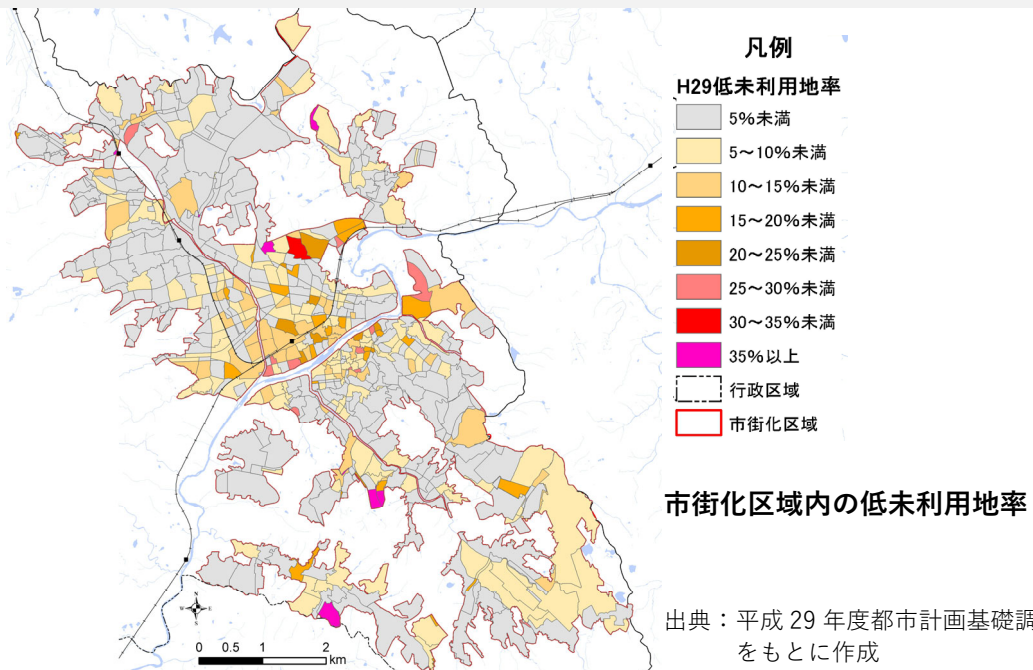 凡例
H29低未利用地率
5%未満
5～10%未満
10～15%未満
15～20%未満
20～25%未満
25～30%未満
30～35%未満
35%以上
行政区域
市街化区域
市街化区域内の低未利用地率
出典：平成 29 年度都市計画基礎調
をもとに作成
N
W E
S
0 0.5 1 2
km